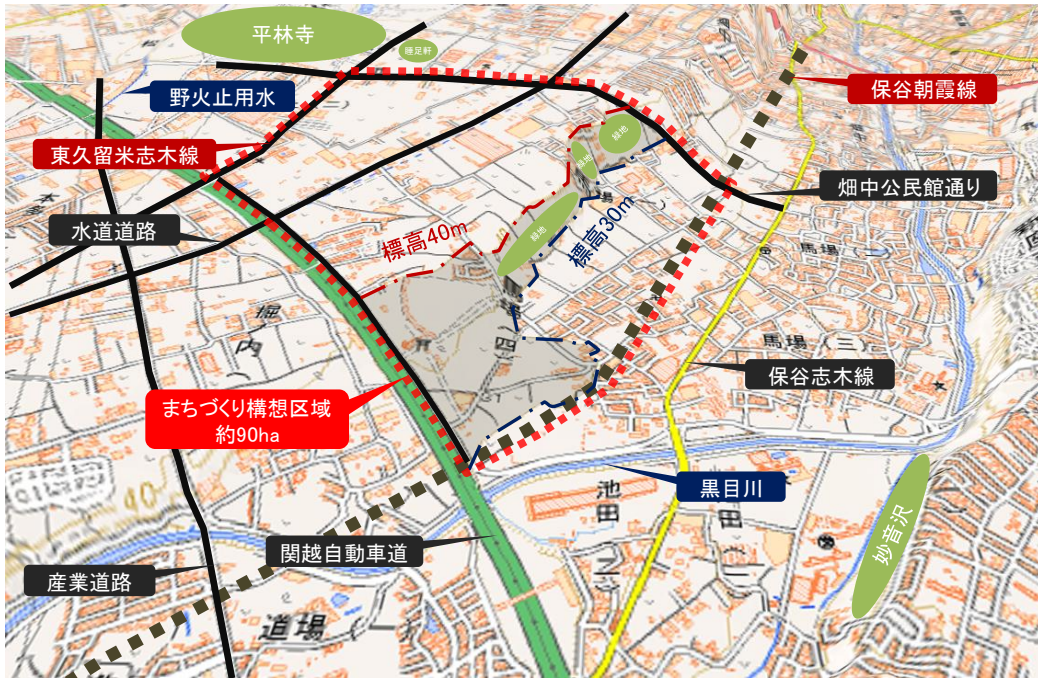 平林寺
睡足軒
野火止用水
保谷朝霞線
東久留米志木線
緑地
緑地
畑中公民館通り
水道道路
標高40m
緑地
標高30m
場
堀
内
馬場(二)
(四)
馬場(三)
保谷志木線
まちづくり構想区域
約90ha
黒目川
池田
妙音沢
関越自動車道
産業道路
40
道場(一)